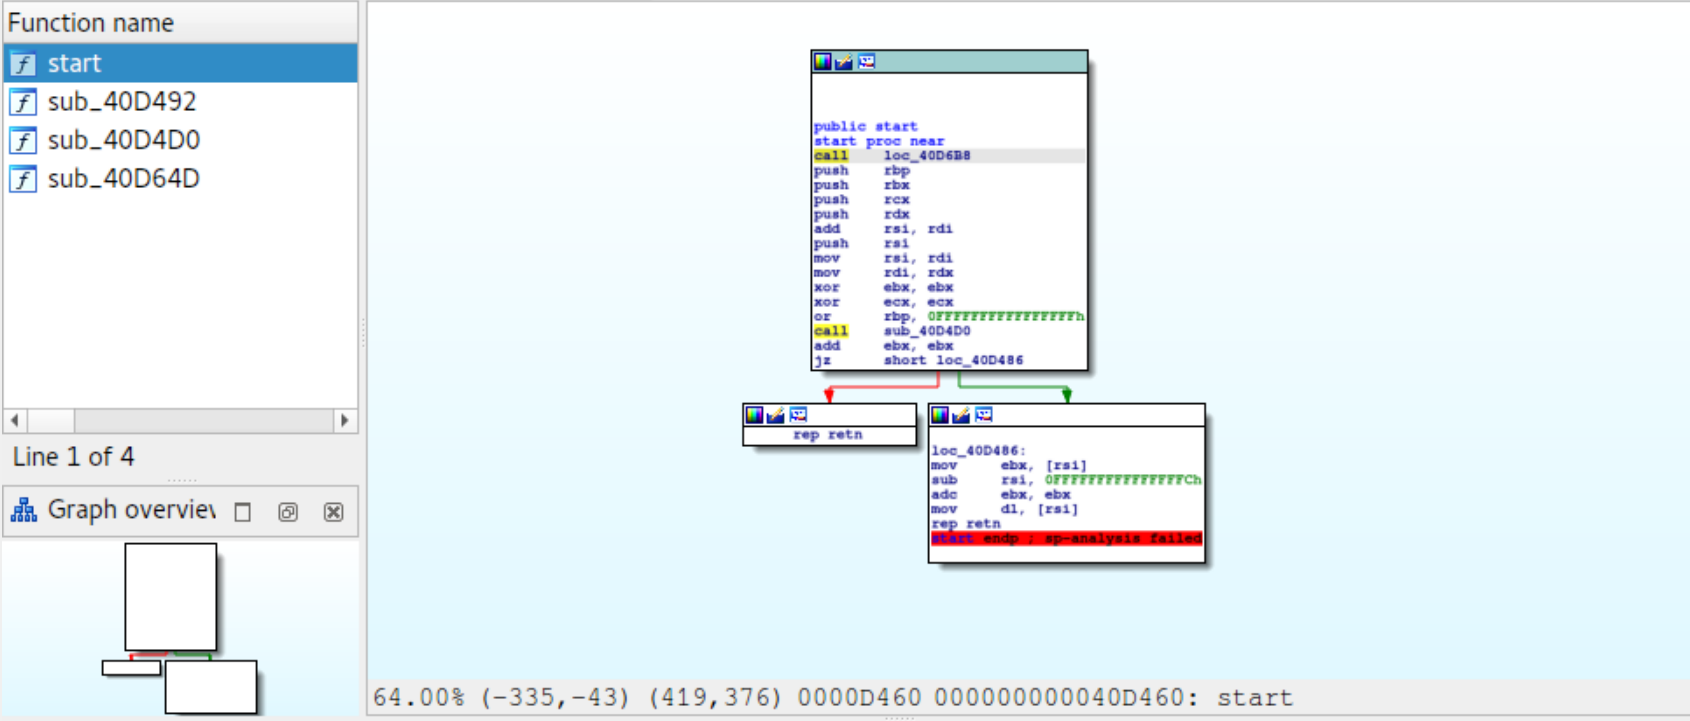 Function name
start
sub_40D492
sub_40D4D0
sub_40D64D
Line 1 of 4
Graph overview
public start
start proc near
call loc_40D6B8
push rbp
push rbx
push rcx
push rdx
add rsi, rdi
push rsi
mov rsi, rdi
mov rdi, rdx
xor ebx, ebx
xor ecx, ecx
or rbp, 0FFFFFFFFFFFFFFFFh
call sub_40D4D0
add ebx, ebx
jz short loc_40D486
rep retn
loc_40D486:
mov ebx, [rsi]
sub rsi, 0FFFFFFFFFFFFFFFCh
adc ebx, ebx
mov dl, [rsi]
rep retn
start endp ; sp-analysis failed
64.00% (-335,-43) (419,376) 0000D460 000000000040D460: start